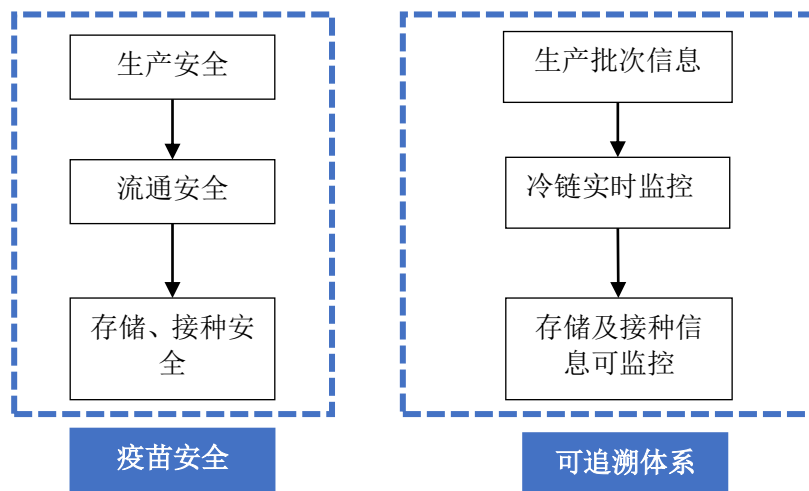 生产安全
流通安全
存储、接种安
全
疫苗安全
生产批次信息
冷链实时监控
存储及接种信
息可监控
可追溯体系